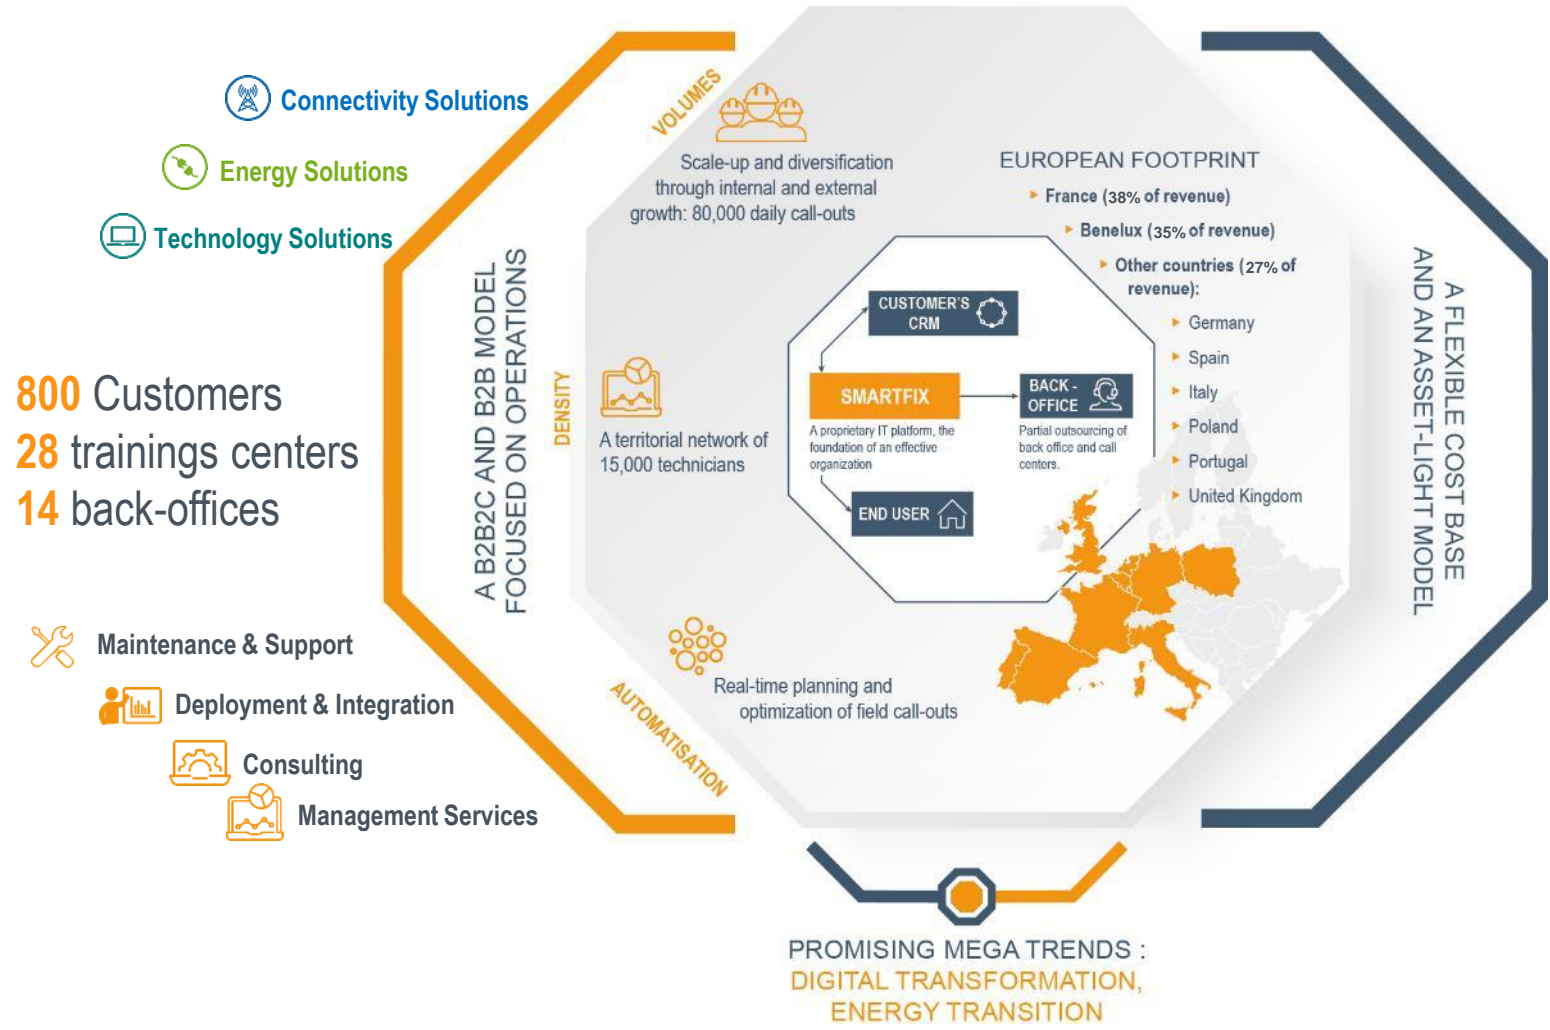 Connectivity Solutions
Energy Solutions
Technology Solutions
800 Customers
28 trainings centers
14 back-offices
Maintenance & Support
Deployment & Integration
Consulting
Management Services
A B2B2C AND B2B MODEL
FOCUSED ON OPERATIONS
VOLUMES
Scale-up and diversification
through internal and external
growth: 80,000 daily call-outs
DENSITY
A territorial network of
15,000 technicians
AUTOMATISATION
Real-time planning and
optimization of field call-outs
CUSTOMER'S
CRM
SMARTFIX
A proprietary IT platform, the
foundation of an effective
organization
BACK -
OFFICE
Partial outsourcing of
back office and call
centers.
END USER
EUROPEAN FOOTPRINT
France (38% of revenue)
Benelux (35% of revenue)
Other countries (27% of
revenue):
Germany
Spain
Italy
Poland
Portugal
United Kingdom
A FLEXIBLE COST BASE
AND AN ASSET-LIGHT MODEL
PROMISING MEGA TRENDS :
DIGITAL TRANSFORMATION,
ENERGY TRANSITION